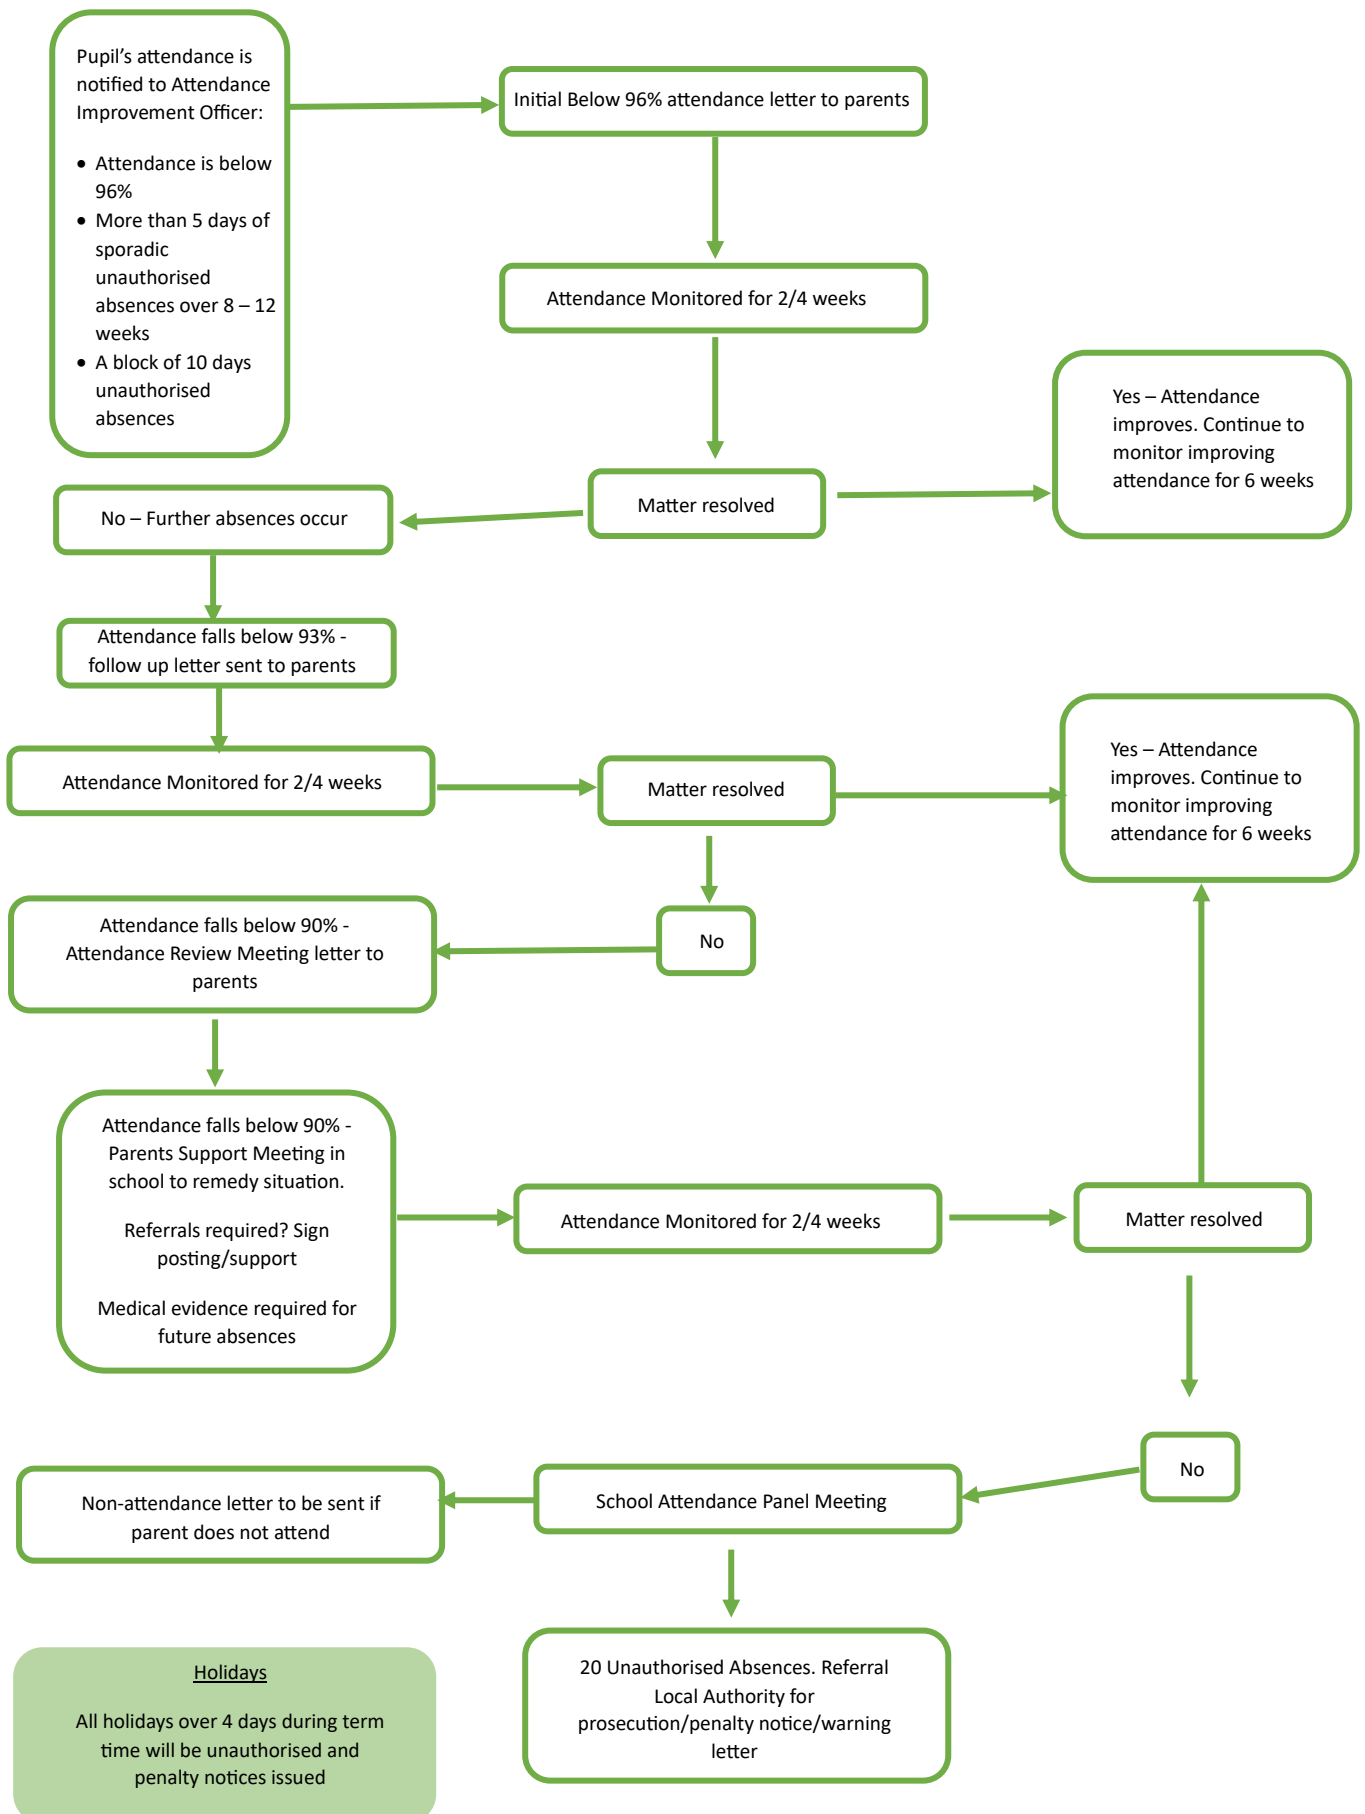 Pupil’s attendance is
notified to Attendance
Improvement Officer:
• Attendance is below
96%
• More than 5 days of
sporadic
unauthorised
absences over 8 – 12
weeks
• A block of 10 days
unauthorised
absences
Initial Below 96% attendance letter to parents
Attendance Monitored for 2/4 weeks
Matter resolved
Yes – Attendance
improves. Continue to
monitor improving
attendance for 6 weeks
No – Further absences occur
Attendance falls below 93% -
follow up letter sent to parents
Attendance Monitored for 2/4 weeks
Matter resolved
Yes – Attendance
improves. Continue to
monitor improving
attendance for 6 weeks
No
Attendance falls below 90% -
Attendance Review Meeting letter to
parents
Attendance falls below 90% -
Parents Support Meeting in
school to remedy situation.
Referrals required? Sign
posting/support
Medical evidence required for
future absences
Attendance Monitored for 2/4 weeks
Matter resolved
No
School Attendance Panel Meeting
Non-attendance letter to be sent if
parent does not attend
20 Unauthorised Absences. Referral
Local Authority for
prosecution/penalty notice/warning
letter
Holidays
All holidays over 4 days during term
time will be unauthorised and
penalty notices issued